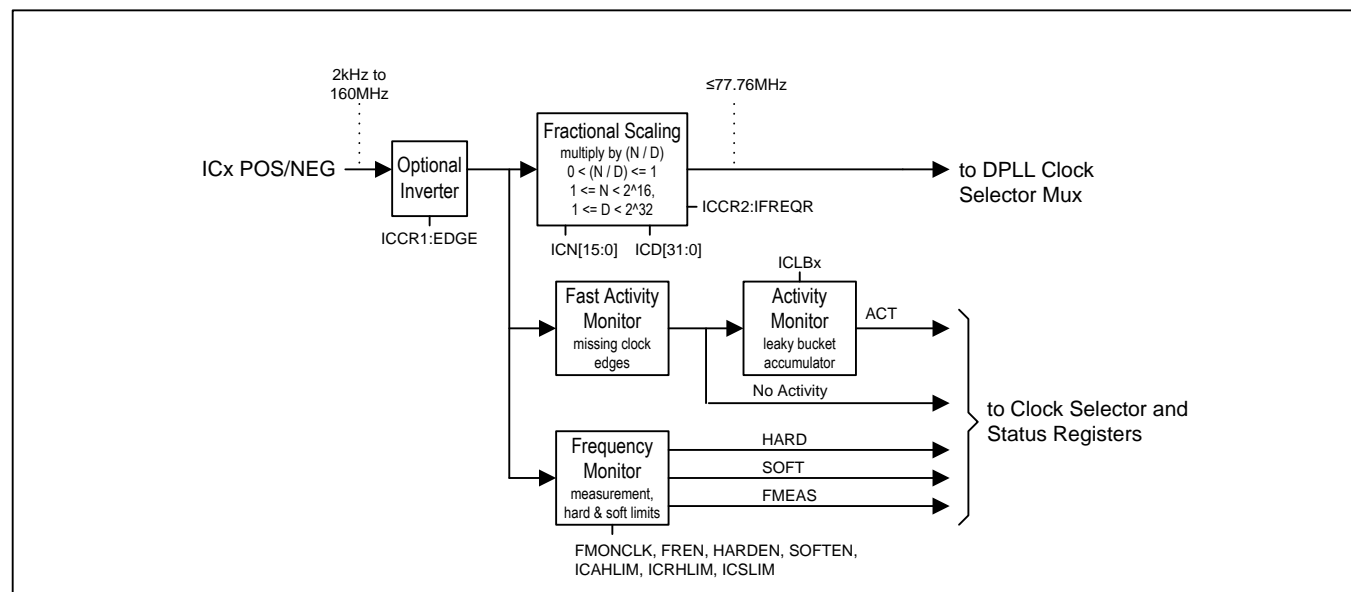 2kHz to
160MHz
≤77.76MHz
ICx POS/NEG
Optional
Inverter
ICCR1:EDGE
Fractional Scaling
multiply by (N / D)
0 < (N / D) <= 1
1 <= N < 2^16,
1 <= D < 2^32
ICCR2:IFREQR
ICN[15:0]
ICD[31:0]
to DPLL Clock
Selector Mux
Fast Activity
Monitor
missing clock
edges
ICLBx
Activity
Monitor
leaky bucket
accumulator
ACT
No Activity
Frequency
Monitor
measurement,
hard & soft limits
HARD
SOFT
FMEAS
to Clock Selector and
Status Registers
FMONCLK, FREN, HARDEN, SOFTEN,
ICAHLIM, ICRHLIM, ICSLIM